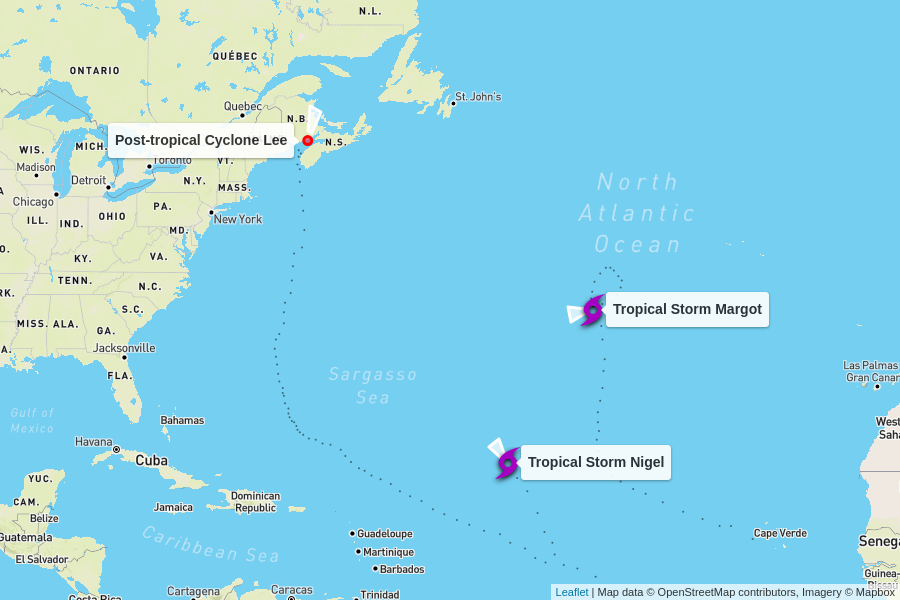 N.L.
QUÉBEC
ONTARIO
St. John's
Quebec
N.B.
Post-tropical Cyclone Lee
N.S.
WIS.
MICH.
Toronto
VT.
Madison
Detroit
N.Y.
MASS.
Chicago
PA.
New York
ILL.
IND.
OHIO
MD.
North
Atlantic
Ocean
KY.
VA.
TENN.
N.C.
S.C.
Tropical Storm Margot
MISS.
ALA.
GA.
Jacksonville
FLA.
Sargasso
Sea
Las Palmas
Gran Canar
Gulf of
Mexico
Bahamas
West
Saha
Havana
Cuba
Tropical Storm Nigel
YUC.
CAM.
Dominican
Republic
Jamaica
Belize
Guatemala
El Salvador
Caribbean Sea
Guadeloupe
Martinique
Barbados
Cape Verde
Senega
Guinea-
Bissau
Costa Rica
Cartagena
Caracas
Trinidad
Leaflet | Map data © OpenStreetMap contributors, Imagery © Mapbox